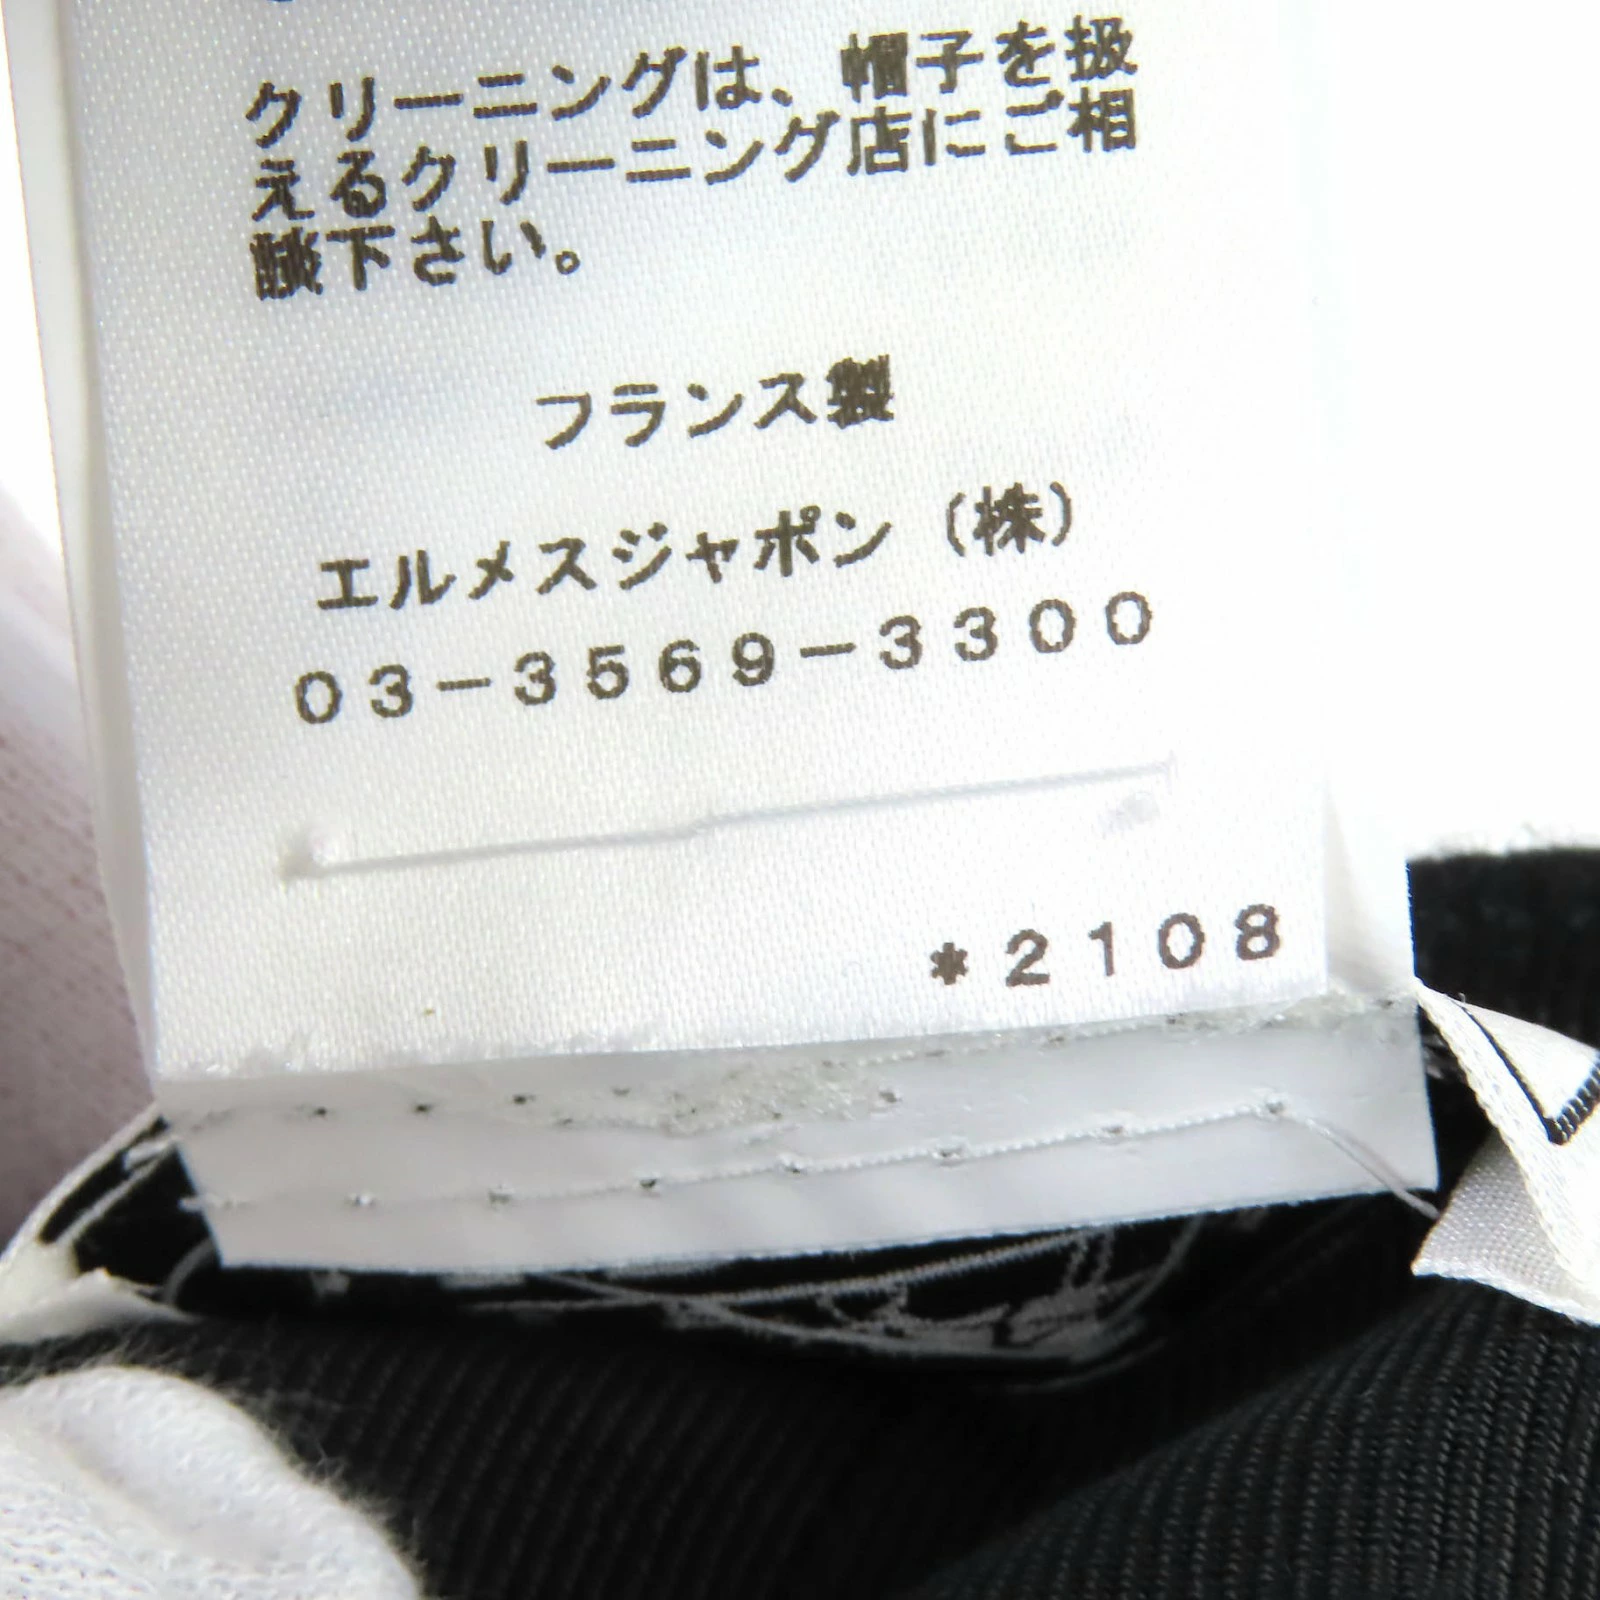 クリーニングは、帽子を扱
えるクリーニング店にご相
談下さい。
フランス製
エルメスジャポン（株）
03-3569-3300
*2108